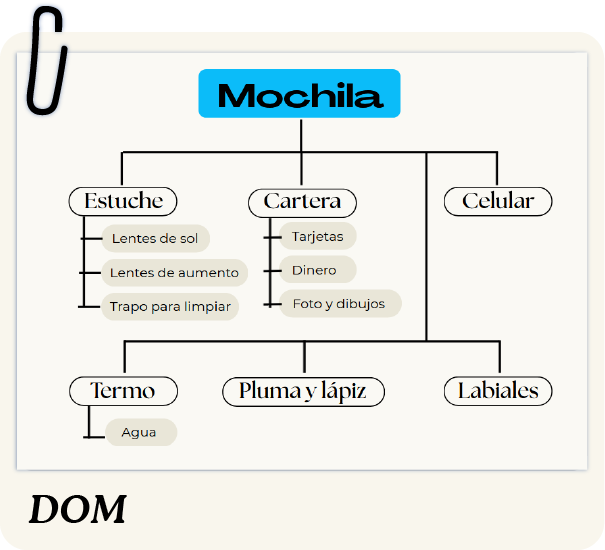 Mochila
Estuche
Lentes de sol
Lentes de aumento
Trapo para limpiar
Cartera
Tarjetas
Dinero
Foto y dibujos
Celular
Termo
Agua
Pluma y lápiz
Labiales
DOM